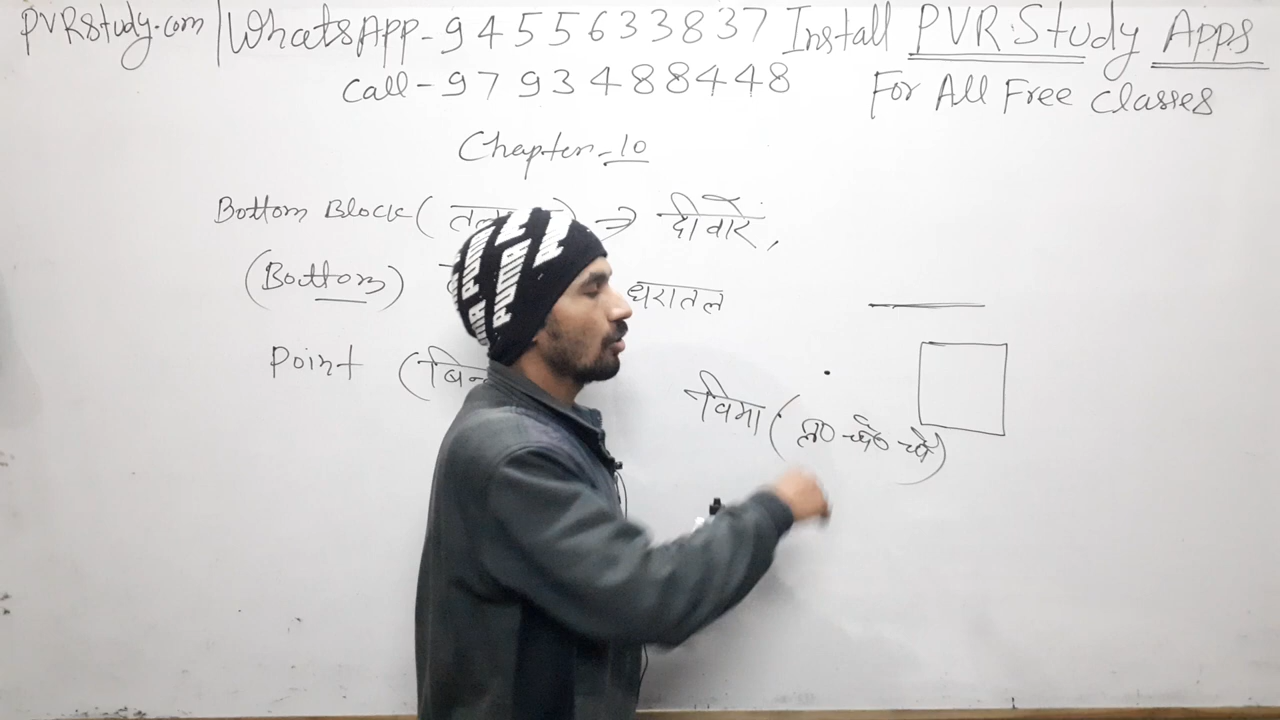 PVRStudy.com | WhatsApp-9455633837 Install PVR Study Apps
Call-9793488448 For All Free Classes
Chapter-10
Bottom Block ( ⇒ दीवारें,
(Bottom) धरातल
Point (
विमा ( ल० चौ०
PUMA